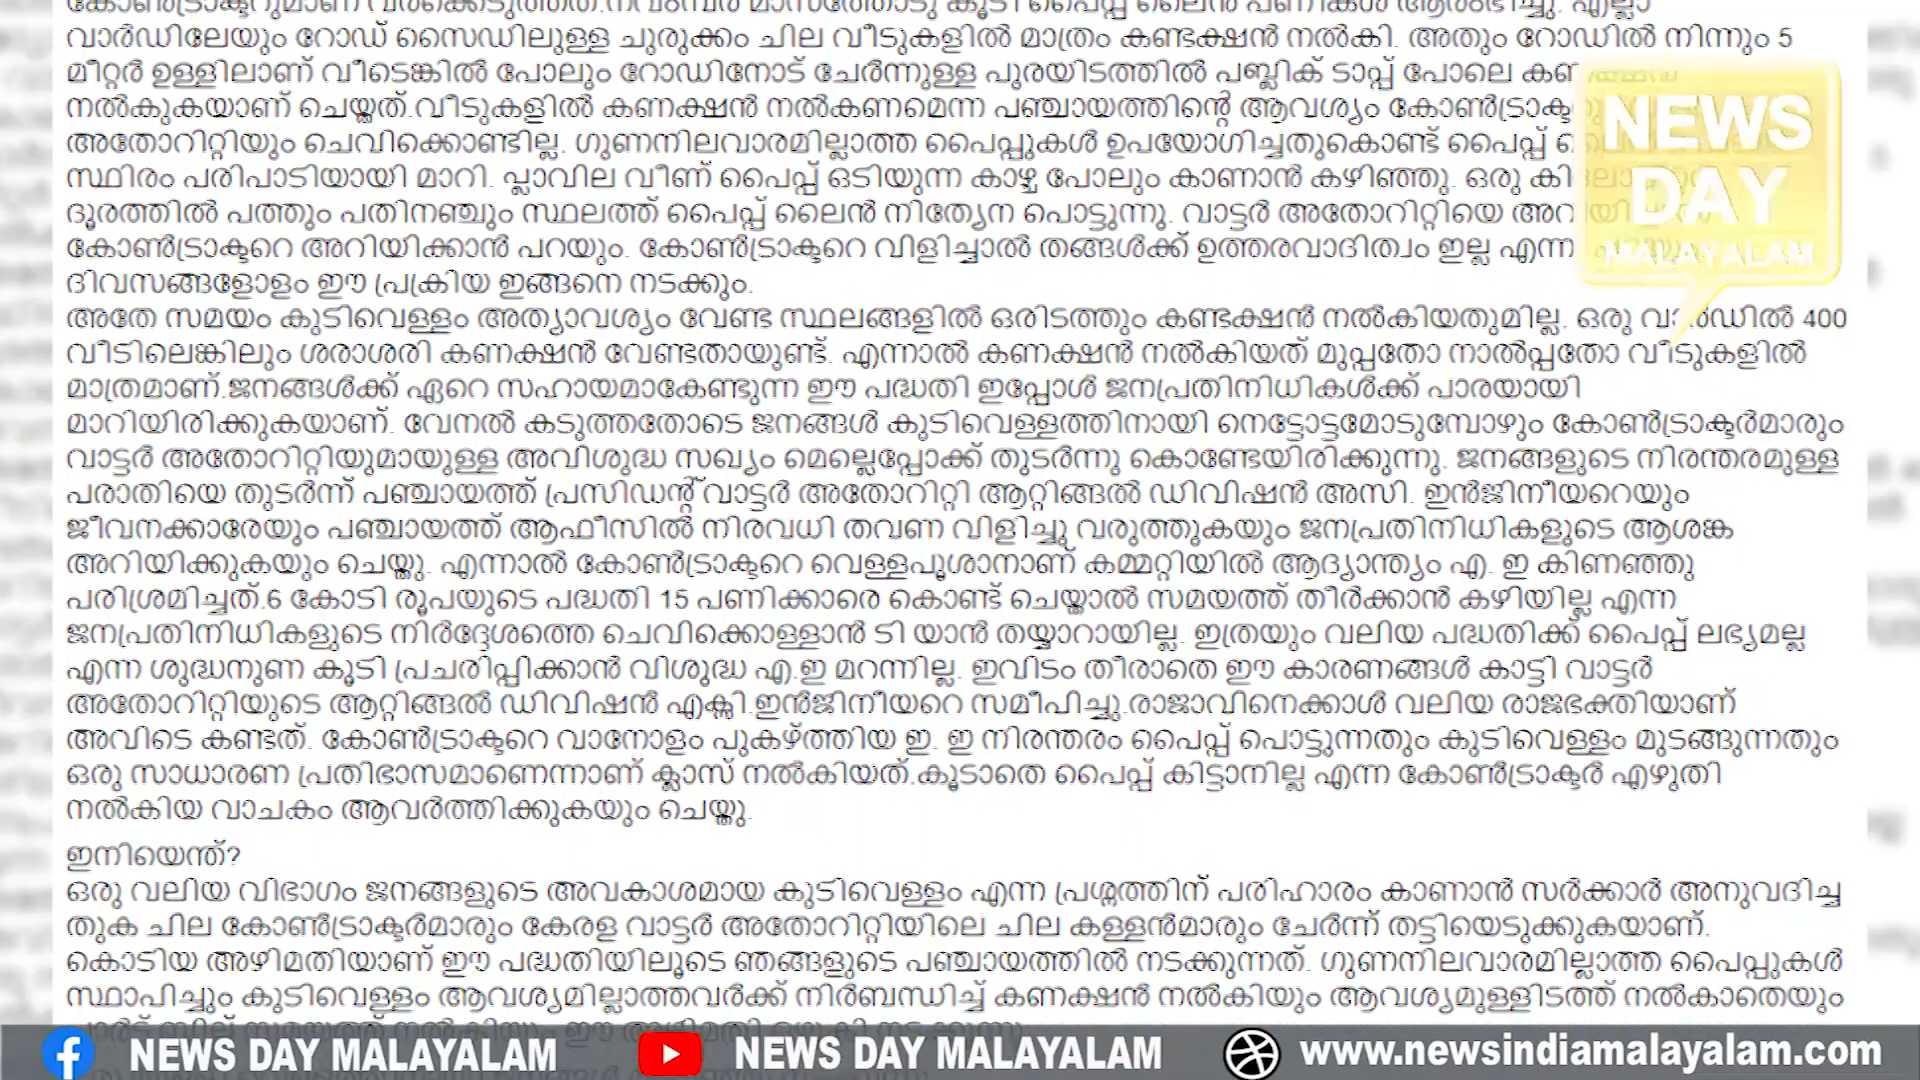 കോൺട്രാക്ടറുമാണ് വർക്കെടുത്തത്.നവംമ്പർ മാസത്തോടു കൂടി പൈപ്പ് ലൈൻ പണികൾ ആരംഭിച്ചു. എല്ലാ
വാർഡിലേയും റോഡ് സൈഡിലുള്ള ചുരുക്കം ചില വീടുകളിൽ മാത്രം കണ്ടക്ഷൻ നൽകി. അതും റോഡിൽ നിന്നും 5
മീറ്റർ ഉള്ളിലാണ് വീടെങ്കിൽ പോലും റോഡിനോട് ചേർന്നുള്ള പുരയിടത്തിൽ പബ്ലിക് ടാപ്പ് പോലെ
നൽകുകയാണ് ചെയ്തത്.വീടുകളിൽ കണക്ഷൻ നൽകണമെന്ന പഞ്ചായത്തിന്റെ ആവശ്യം
അതോറിറ്റിയും ചെവിക്കൊണ്ടില്ല. ഗുണനിലവാരമില്ലാത്ത പൈപ്പുകൾ ഉപയോഗിച്ചതുകൊണ്ട് പൈപ്പ്
സ്ഥിരം പരിപാടിയായി മാറി. പ്ലാവില വീണ് പൈപ്പ് ഒടിയുന്ന കാഴ്ച പോലും കാണാൻ കഴിഞ്ഞു. ഒരു
ദൂരത്തിൽ പത്തും പതിനഞ്ചും സ്ഥലത്ത് പൈപ്പ് ലൈൻ നിത്യേന പൊട്ടുന്നു. വാട്ടർ അതോറിറ്റിയെ
കോൺട്രാക്ടറെ അറിയിക്കാൻ പറയും. കോൺട്രാക്ടറെ വിളിച്ചാൽ തങ്ങൾക്ക് ഉത്തരവാദിത്വം ഇല്ല എന്ന
ദിവസങ്ങളോളം ഈ പ്രക്രിയ ഇങ്ങനെ നടക്കും.
അതേ സമയം കുടിവെള്ളം അത്യാവശ്യം വേണ്ട സ്ഥലങ്ങളിൽ ഒരിടത്തും കണ്ടക്ഷൻ നൽകിയതുമില്ല. ഒരു വാർഡിൽ 400
വീടിലെങ്കിലും ശരാശരി കണക്ഷൻ വേണ്ടതായുണ്ട്. എന്നാൽ കണക്ഷൻ നൽകിയത് മുപ്പതോ നാൽപ്പതോ വീടുകളിൽ
മാത്രമാണ്.ജനങ്ങൾക്ക് ഏറെ സഹായമാകേണ്ടുന്ന ഈ പദ്ധതി ഇപ്പോൾ ജനപ്രതിനിധികൾക്ക് പാരയായി
മാറിയിരിക്കുകയാണ്. വേനൽ കടുത്തതോടെ ജനങ്ങൾ കുടിവെള്ളത്തിനായി നെട്ടോട്ടമോടുമ്പോഴും കോൺട്രാക്ടർമാരും
വാട്ടർ അതോറിറ്റിയുമായുള്ള അവിശുദ്ധ സഖ്യം മെല്ലെപ്പോക്ക് തുടർന്നു കൊണ്ടേയിരിക്കുന്നു. ജനങ്ങളുടെ നിരന്തരമുള്ള
പരാതിയെ തുടർന്ന് പഞ്ചായത്ത് പ്രസിഡന്റ് വാട്ടർ അതോറിറ്റി ആറ്റിങ്ങൽ ഡിവിഷൻ അസി. ഇൻജിനീയറെയും
ജീവനക്കാരേയും പഞ്ചായത്ത് ആഫീസിൽ നിരവധി തവണ വിളിച്ചു വരുത്തുകയും ജനപ്രതിനിധികളുടെ ആശങ്ക
അറിയിക്കുകയും ചെയ്തു. എന്നാൽ കോൺട്രാക്ടറെ വെള്ളപൂശാനാണ് കമ്മറ്റിയിൽ ആദ്യാന്ത്യം എ. ഇ കിണഞ്ഞു
പരിശ്രമിച്ചത്.6 കോടി രൂപയുടെ പദ്ധതി 15 പണിക്കാരെ കൊണ്ട് ചെയ്താൽ സമയത്ത് തീർക്കാൻ കഴിയില്ല എന്ന
ജനപ്രതിനിധികളുടെ നിർദ്ദേശത്തെ ചെവിക്കൊള്ളാൻ ടി യാൻ തയ്യാറായില്ല. ഇത്രയും വലിയ പദ്ധതിക്ക് പൈപ്പ് ലഭ്യമല്ല
എന്ന ശുദ്ധനുണ കൂടി പ്രചരിപ്പിക്കാൻ വിശുദ്ധ എ.ഇ മറന്നില്ല. ഇവിടം തീരാതെ ഈ കാരണങ്ങൾ കാട്ടി വാട്ടർ
അതോറിറ്റിയുടെ ആറ്റിങ്ങൽ ഡിവിഷൻ എക്സി.ഇൻജിനീയറെ സമീപിച്ചു.രാജാവിനെക്കാൾ വലിയ രാജഭക്തിയാണ്
അവിടെ കണ്ടത്. കോൺട്രാക്ടറെ വാനോളം പുകഴ്ത്തിയ ഇ. ഇ നിരന്തരം പൈപ്പ് പൊട്ടുന്നതും കുടിവെള്ളം മുടങ്ങുന്നതും
ഒരു സാധാരണ പ്രതിഭാസമാണെന്നാണ് ക്ലാസ് നൽകിയത്.കൂടാതെ പൈപ്പ് കിട്ടാനില്ല എന്ന കോൺട്രാക്ടർ എഴുതി
നൽകിയ വാചകം ആവർത്തിക്കുകയും ചെയ്തു.
ഇനിയെന്ത്?
ഒരു വലിയ വിഭാഗം ജനങ്ങളുടെ അവകാശമായ കുടിവെള്ളം എന്ന പ്രശ്നത്തിന് പരിഹാരം കാണാൻ സർക്കാർ അനുവദിച്ച
തുക ചില കോൺട്രാക്ടർമാരും കേരള വാട്ടർ അതോറിറ്റിയിലെ ചില കള്ളൻമാരും ചേർന്ന് തട്ടിയെടുക്കുകയാണ്.
കൊടിയ അഴിമതിയാണ് ഈ പദ്ധതിയിലൂടെ ഞങ്ങളുടെ പഞ്ചായത്തിൽ നടക്കുന്നത്. ഗുണനിലവാരമില്ലാത്ത പൈപ്പുകൾ
സ്ഥാപിച്ചും കുടിവെള്ളം ആവശ്യമില്ലാത്തവർക്ക് നിർബന്ധിച്ച് കണക്ഷൻ നൽകിയും ആവശ്യമുള്ളിടത്ത് നൽകാതെയും
NEWS
DAY
MALAYALAM
NEWS DAY MALAYALAM NEWS DAY MALAYALAM www.newsindiamalayalam.com